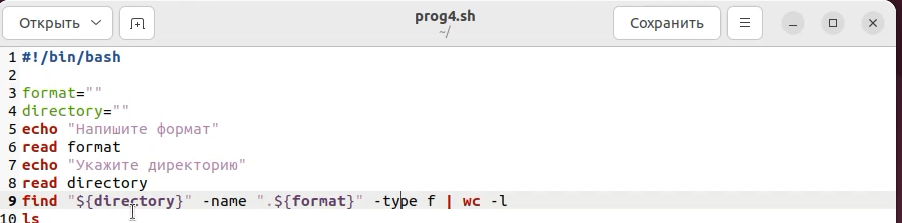 Открыть
prog4.sh
~/
Сохранить
1 #!/bin/bash
2
3 format=""
4 directory=""
5 echo "Напишите формат"
6 read format
7 echo "Укажите директорию"
8 read directory
9 find "${directory}" -name ".${format}" -type f | wc -l
10 ls